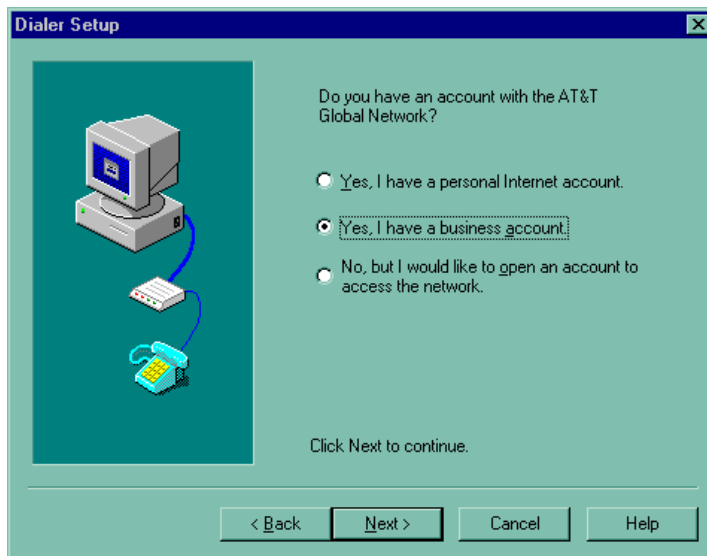 Dialer Setup
Do you have an account with the AT&T
Global Network?
Yes, I have a personal Internet account.
Yes, I have a business account.
No, but I would like to open an account to
access the network.
Click Next to continue.
< Back
Next >
Cancel
Help